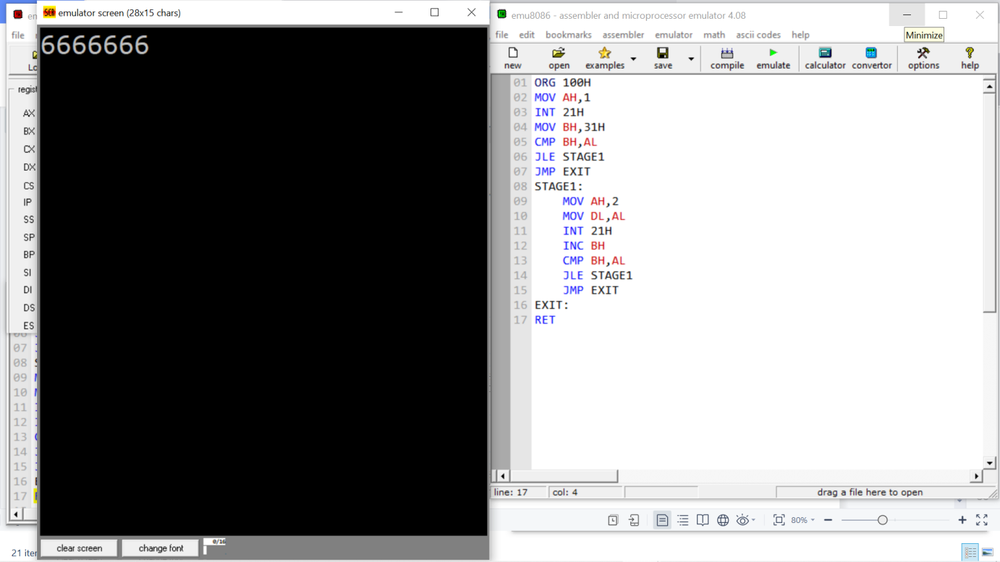 emulator screen (28x15 chars)
6666666
clear screen
change font
0/16
file
regist
AX
BX
CX
DX
CS
IP
SS
SP
BP
SI
DI
DS
ES
07
08
09
10
11
12
13
14
15
16
17
21 iter
emu8086 - assembler and microprocessor emulator 4.08
Minimize
file edit bookmarks assembler emulator math ascii codes help
new open examples save compile emulate calculator convertor options help
01 ORG 100H
02 MOV AH,1
03 INT 21H
04 MOV BH,31H
05 CMP BH,AL
06 JLE STAGE1
07 JMP EXIT
08 STAGE1:
09 MOV AH,2
10 MOV DL,AL
11 INT 21H
12 INC BH
13 CMP BH,AL
14 JLE STAGE1
15 JMP EXIT
16 EXIT:
17 RET
line: 17 col: 4 drag a file here to open
80%